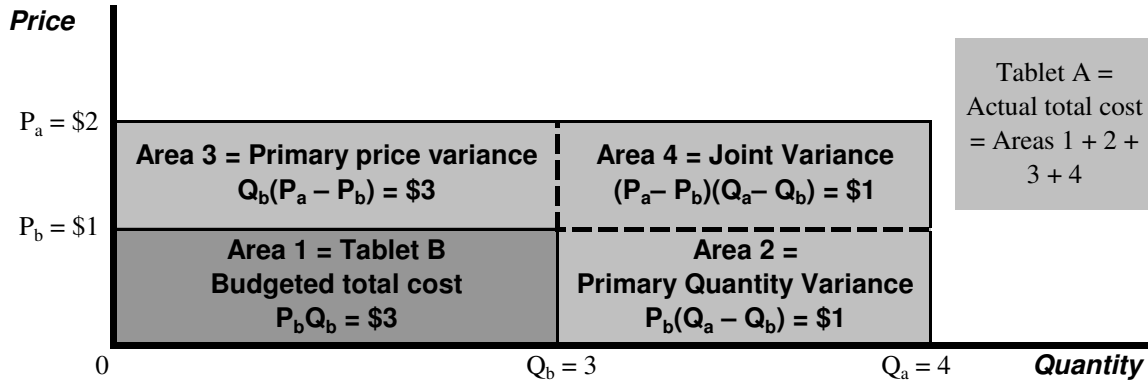 Price
Tablet A =
Actual total cost
= Areas 1 + 2 +
3 + 4
Pa = $2
Area 3 = Primary price variance
Qb(Pa – Pb) = $3
Area 4 = Joint Variance
(Pa– Pb)(Qa– Qb) = $1
Pb = $1
Area 1 = Tablet B
Budgeted total cost
PbQb = $3
Area 2 =
Primary Quantity Variance
Pb(Qa – Qb) = $1
0
Qb = 3
Qa = 4
Quantity